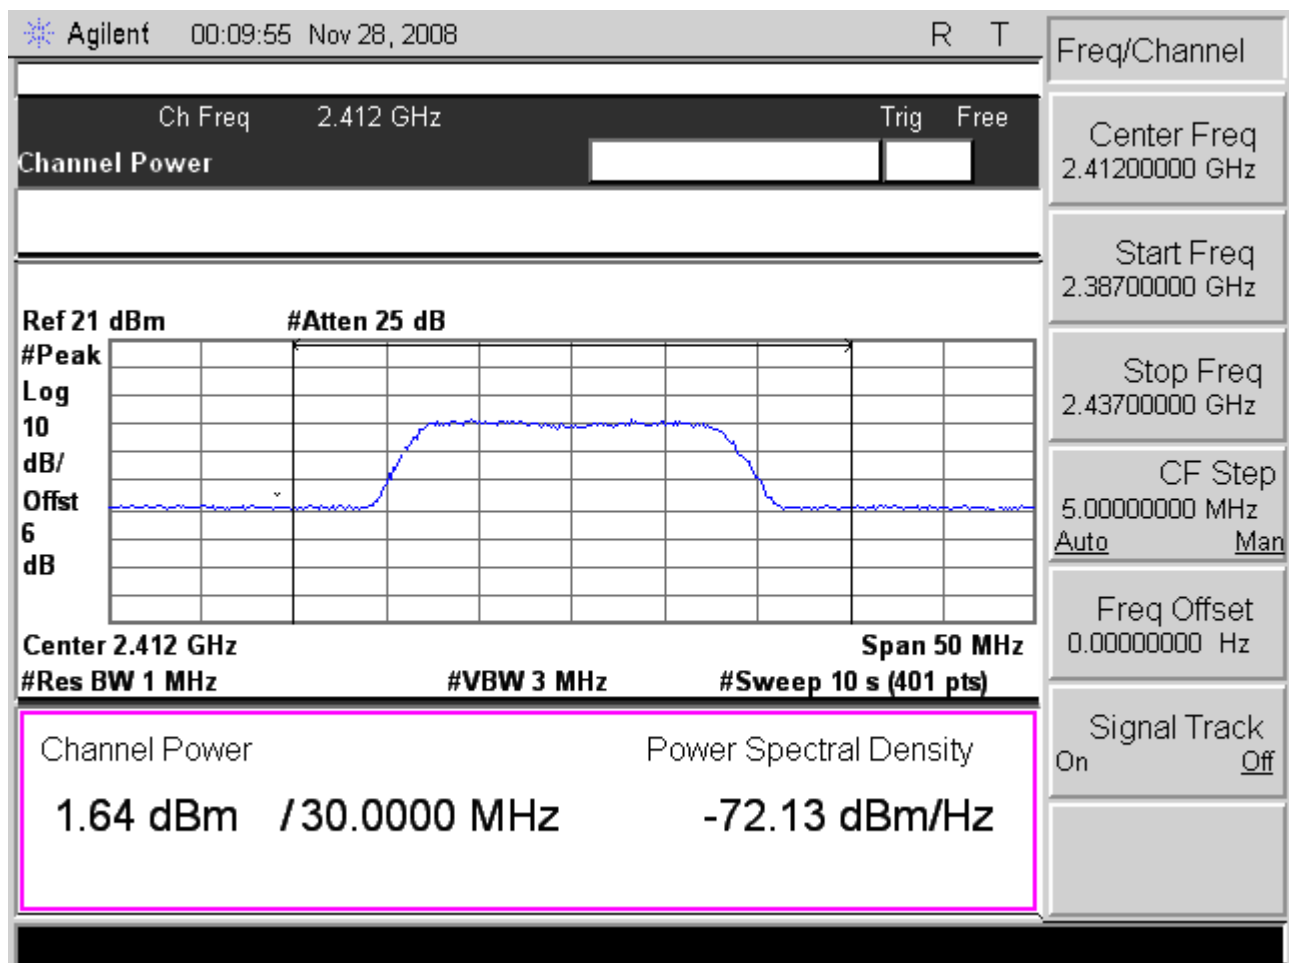 Agilent 00:09:55 Nov 28, 2008 R T
Freq/Channel
Ch Freq 2.412 GHz Trig Free
Channel Power
Center Freq
2.41200000 GHz
Start Freq
2.38700000 GHz
Stop Freq
2.43700000 GHz
CF Step
5.00000000 MHz
Auto Man
Freq Offset
0.00000000 Hz
Signal Track
On Off
Ref 21 dBm #Atten 25 dB
#Peak
Log
10
dB/
Offst
6
dB
Center 2.412 GHz Span 50 MHz
#Res BW 1 MHz #VBW 3 MHz #Sweep 10 s (401 pts)
Channel Power Power Spectral Density
1.64 dBm /30.0000 MHz -72.13 dBm/Hz